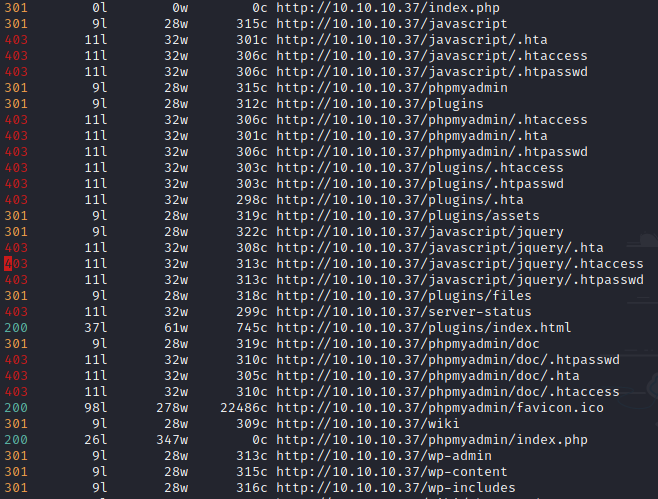 301 0l 0w 0c http://10.10.10.37/index.php
301 9l 28w 315c http://10.10.10.37/javascript
403 11l 32w 301c http://10.10.10.37/javascript/.hta
403 11l 32w 306c http://10.10.10.37/javascript/.htaccess
403 11l 32w 306c http://10.10.10.37/javascript/.htpasswd
301 9l 28w 315c http://10.10.10.37/phpmyadmin
301 9l 28w 312c http://10.10.10.37/plugins
403 11l 32w 306c http://10.10.10.37/phpmyadmin/.htaccess
403 11l 32w 301c http://10.10.10.37/phpmyadmin/.hta
403 11l 32w 306c http://10.10.10.37/phpmyadmin/.htpasswd
403 11l 32w 303c http://10.10.10.37/plugins/.htaccess
403 11l 32w 303c http://10.10.10.37/plugins/.htpasswd
403 11l 32w 298c http://10.10.10.37/plugins/.hta
301 9l 28w 319c http://10.10.10.37/plugins/assets
301 9l 28w 322c http://10.10.10.37/javascript/jquery
403 11l 32w 308c http://10.10.10.37/javascript/jquery/.hta
403 11l 32w 313c http://10.10.10.37/javascript/jquery/.htaccess
403 11l 32w 313c http://10.10.10.37/javascript/jquery/.htpasswd
301 9l 28w 318c http://10.10.10.37/plugins/files
403 11l 32w 299c http://10.10.10.37/server-status
200 37l 61w 745c http://10.10.10.37/plugins/index.html
301 9l 28w 319c http://10.10.10.37/phpmyadmin/doc
403 11l 32w 310c http://10.10.10.37/phpmyadmin/doc/.htpasswd
403 11l 32w 305c http://10.10.10.37/phpmyadmin/doc/.hta
403 11l 32w 310c http://10.10.10.37/phpmyadmin/doc/.htaccess
200 98l 278w 22486c http://10.10.10.37/phpmyadmin/favicon.ico
301 9l 28w 309c http://10.10.10.37/wiki
200 26l 347w 0c http://10.10.10.37/phpmyadmin/index.php
301 9l 28w 313c http://10.10.10.37/wp-admin
301 9l 28w 315c http://10.10.10.37/wp-content
301 9l 28w 316c http://10.10.10.37/wp-includes